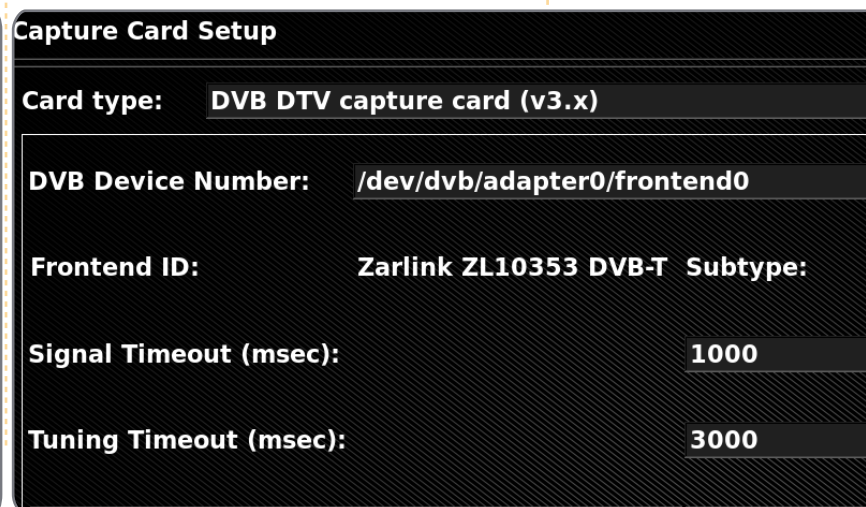 Capture Card Setup
Card type: DVB DTV capture card (v3.x)
DVB Device Number: /dev/dvb/adapter0/frontend0
Frontend ID: Zarlink ZL10353 DVB-T Subtype:
Signal Timeout (msec): 1000
Tuning Timeout (msec): 3000